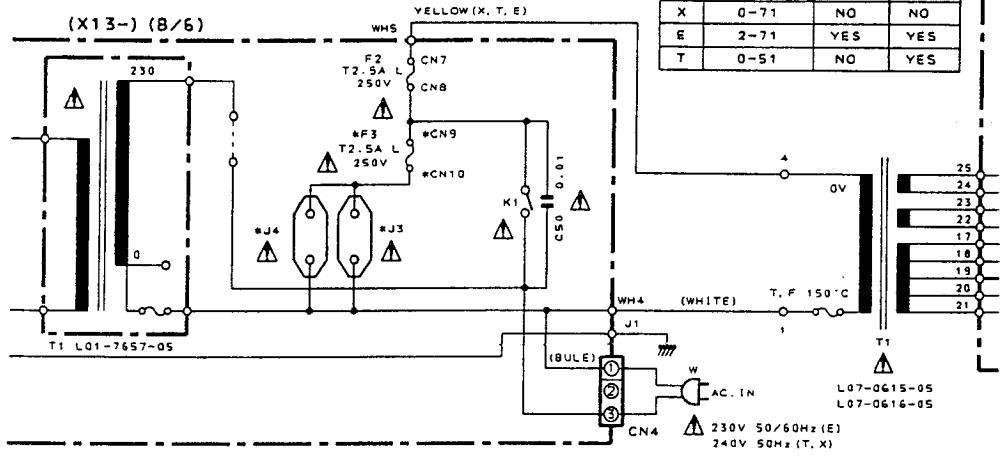 (X13-) (8/6)
YELLOW (X, T, E)
WH5
X 0-71 NO NO
E 2-71 YES YES
T 0-51 NO YES
230
F2
T2.5A L
250V
CN7
CN8
*F3
T2.5A L
250V
*CN9
*CN10
K1
C50 0.01
*J4
*J3
0
T1 L01-7657-05
WH4
(WHITE)
J1
(BULE)
1
2
3
CN4
W
AC. IN
230V 50/60Hz (E)
240V 50Hz (T, X)
4
0V
T.F 150°C
1
T1
L07-0615-05
L07-0616-05
25
24
23
22
17
18
19
20
21